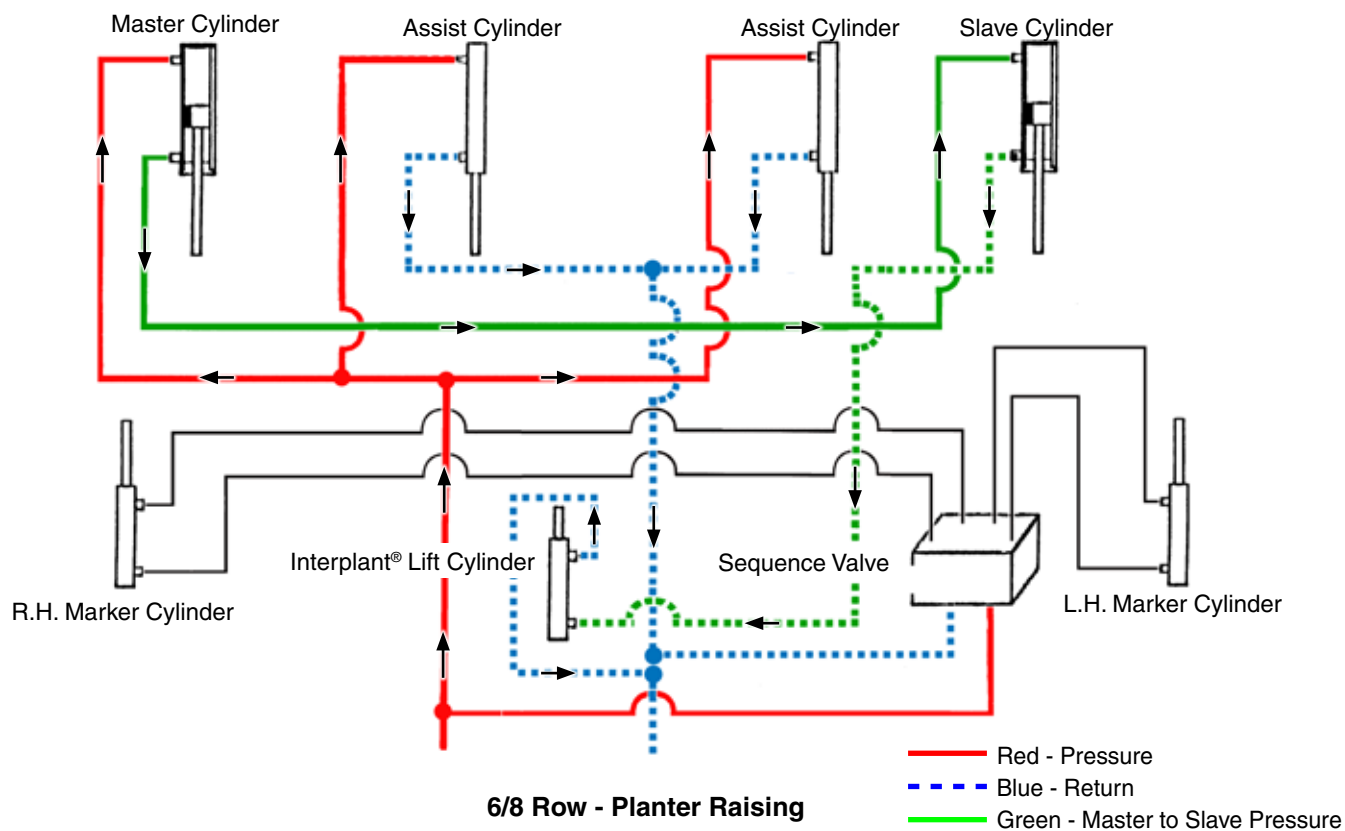 Master Cylinder
Assist Cylinder
Assist Cylinder
Slave Cylinder
Interplant® Lift Cylinder
Sequence Valve
R.H. Marker Cylinder
L.H. Marker Cylinder
Red - Pressure
Blue - Return
Green - Master to Slave Pressure
6/8 Row - Planter Raising